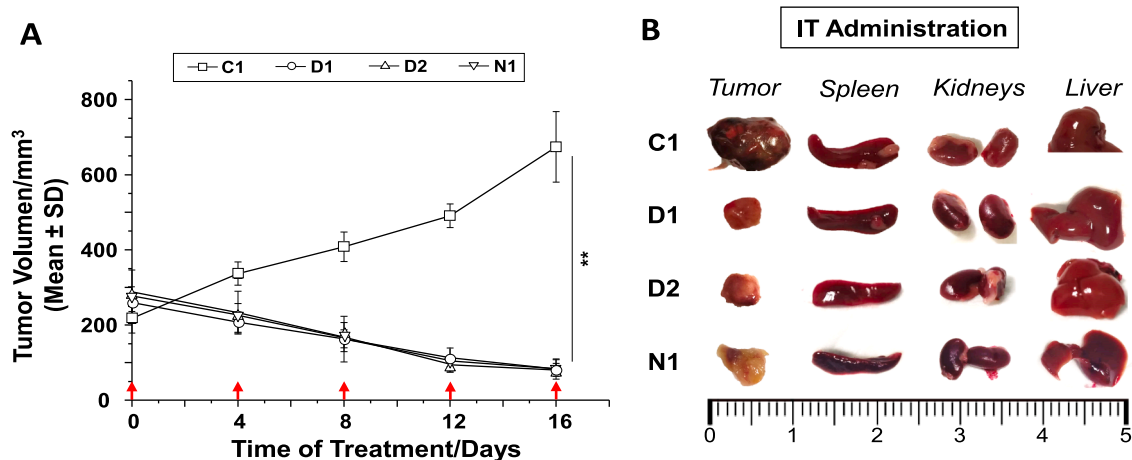 A
C1 D1 D2 N1
Tumor Volumen/mm³
(Mean ± SD)
800
600
400
200
0
**
0 4 8 12 16
Time of Treatment/Days
B
IT Administration
Tumor Spleen Kidneys Liver
C1
D1
D2
N1
0 1 2 3 4 5